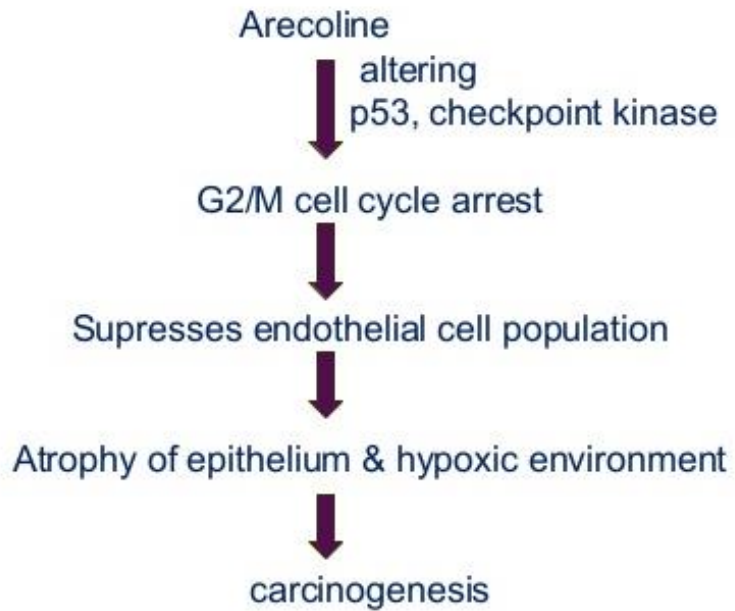 Arecoline
altering
p53, checkpoint kinase
G2/M cell cycle arrest
Supresses endothelial cell population
Atrophy of epithelium & hypoxic environment
carcinogenesis